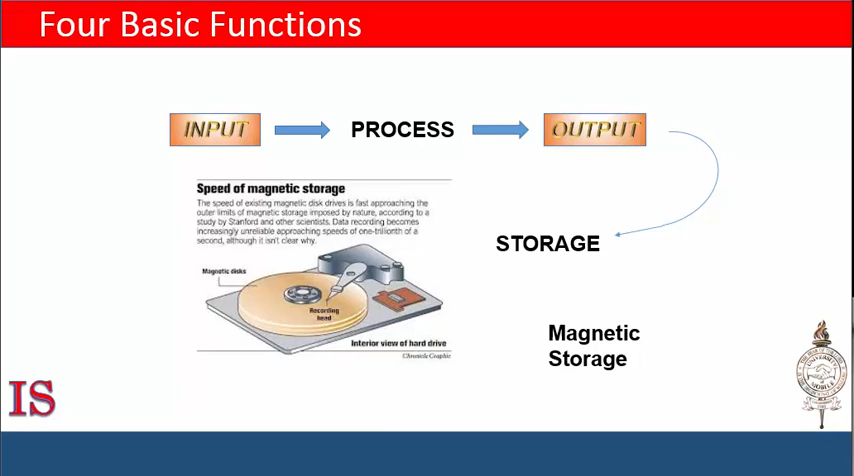 Four Basic Functions
INPUT
PROCESS
OUTPUT
Speed of magnetic storage
The speed of existing magnetic disk drives is fast approaching the
outer limits of magnetic storage imposed by nature, according to a
study by Stanford and other scientists. Data recording becomes
increasingly unreliable approaching speeds of one-trillionth of a
second, although it isn't clear why.
STORAGE
Magnetic disks
Recording
head
Interior view of hard drive
Chronicle Graphic
Magnetic
Storage
IS
UNIVERSITY
of
MOBILE